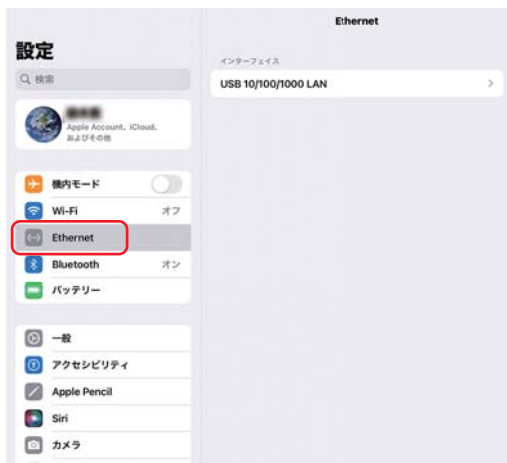 設定
検索
Apple Account、iCloud、
およびその他
機内モード
Wi-Fi オフ
Ethernet
Bluetooth オン
バッテリー
一般
アクセシビリティ
Apple Pencil
Siri
カメラ
Ethernet
インターフェイス
USB 10/100/1000 LAN